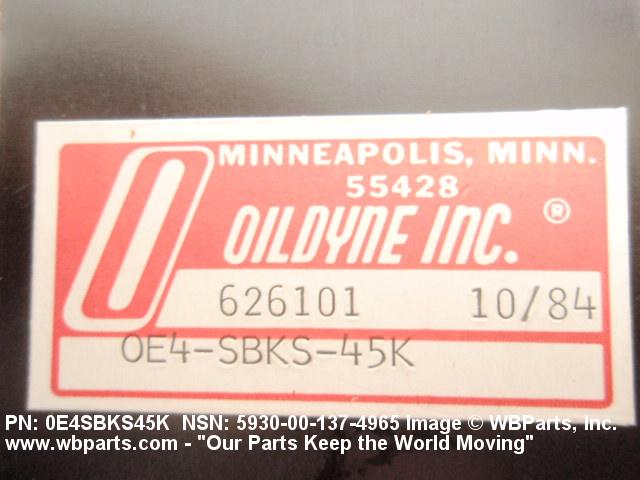 MINNEAPOLIS, MINN.
55428
OILDYNE INC. ®
626101 10/84
OE4-SBKS-45K
PN: 0E4SBKS45K NSN: 5930-00-137-4965 Image © WBParts, Inc.
www.wbparts.com - "Our Parts Keep the World Moving"